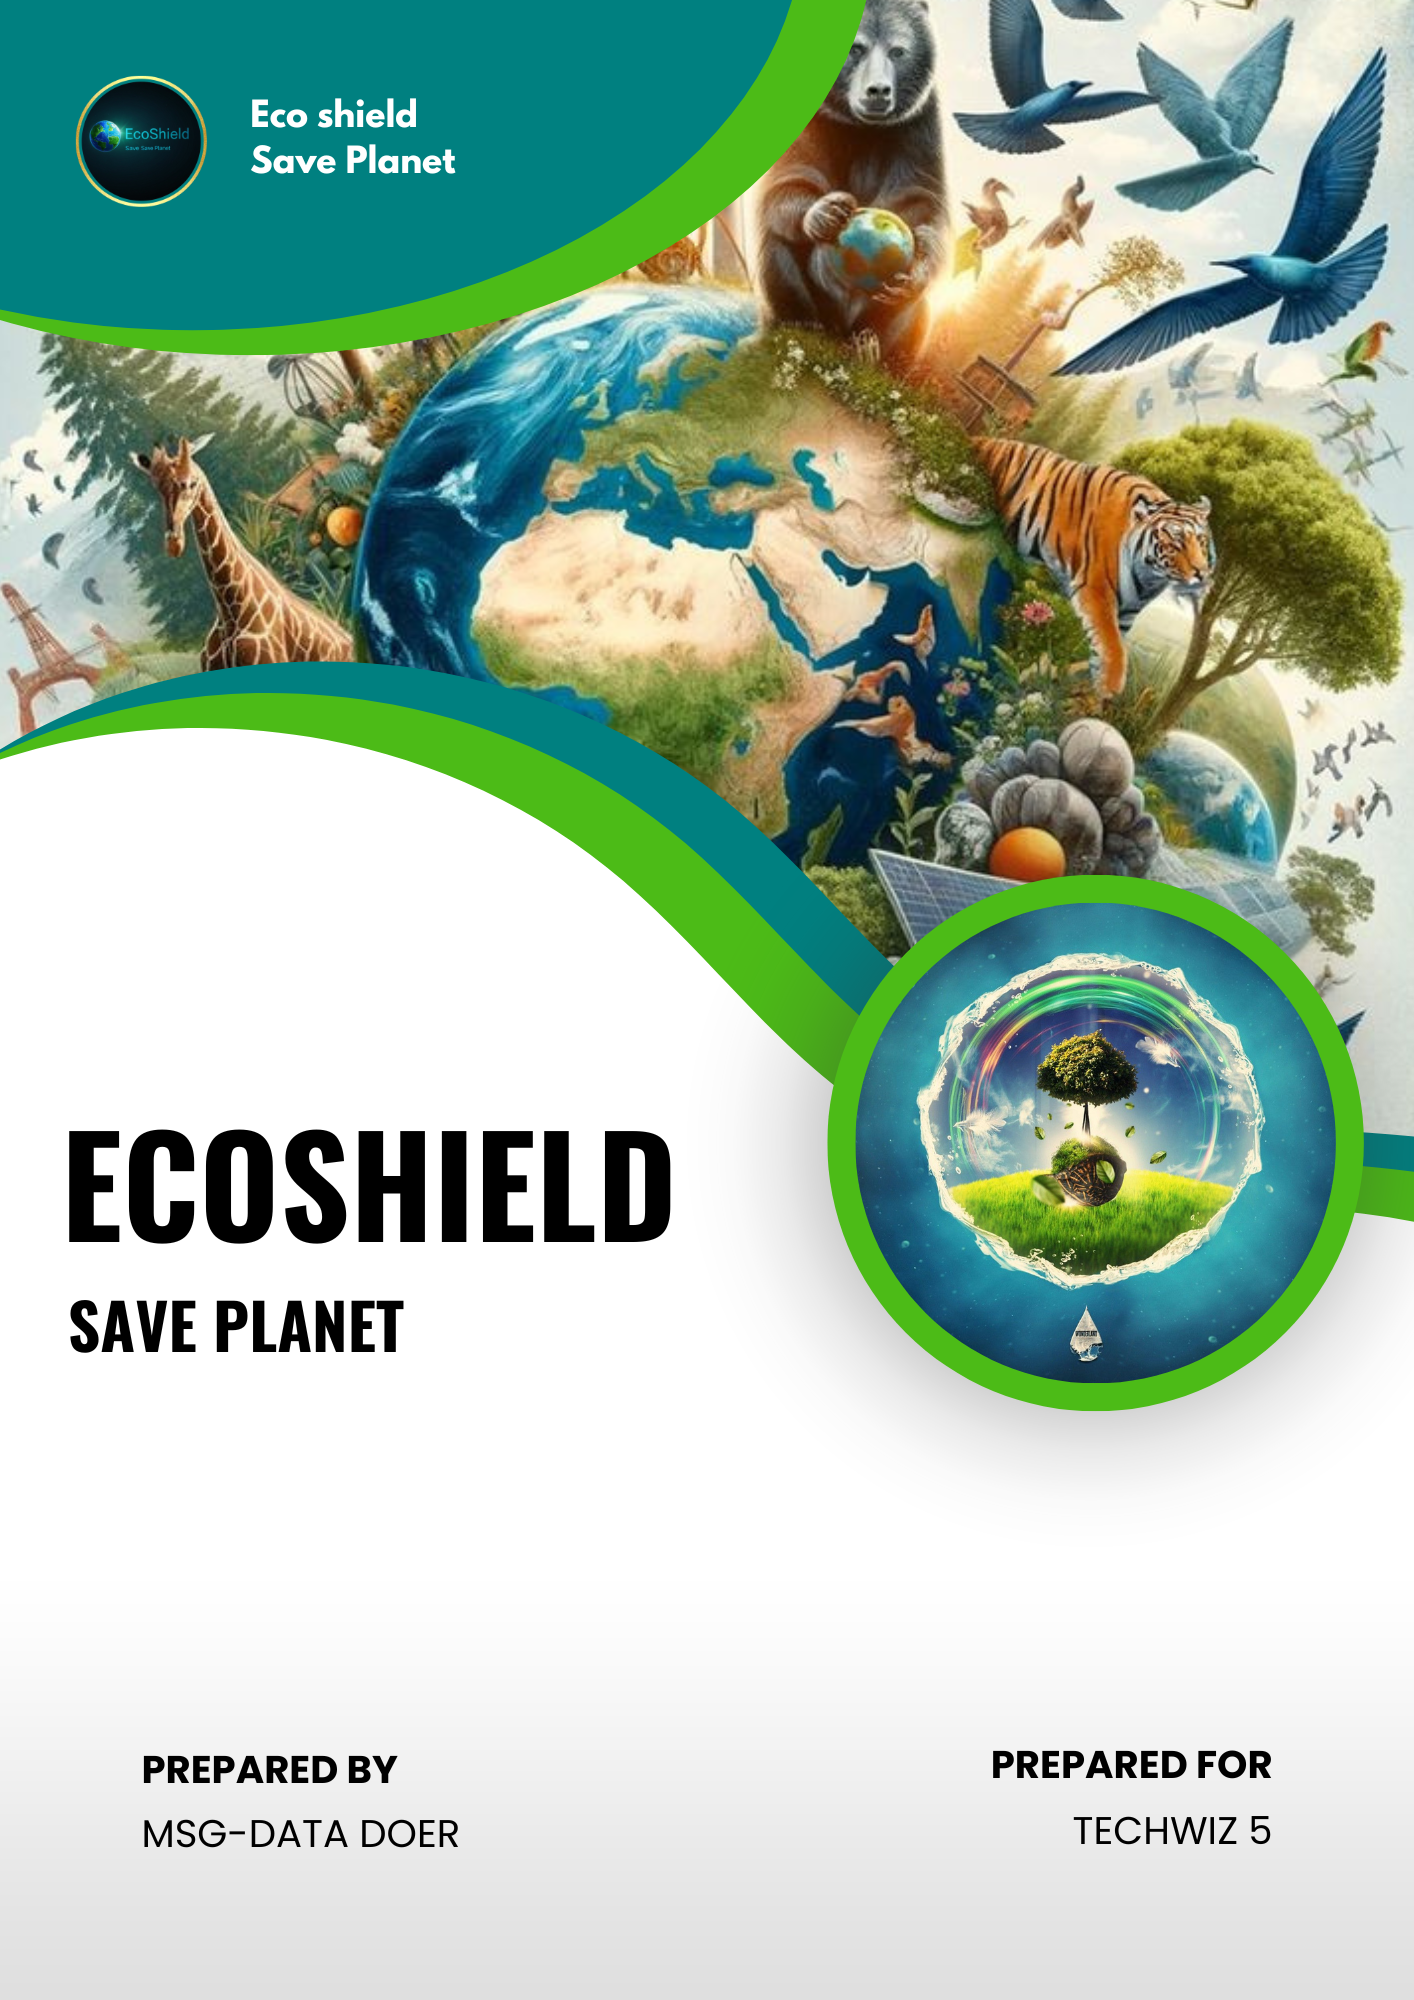 EcoShield
Eco shield
Save Planet
ECOSHIELD
SAVE PLANET
PREPARED BY
MSG-DATA DOER
PREPARED FOR
TECHWIZ 5